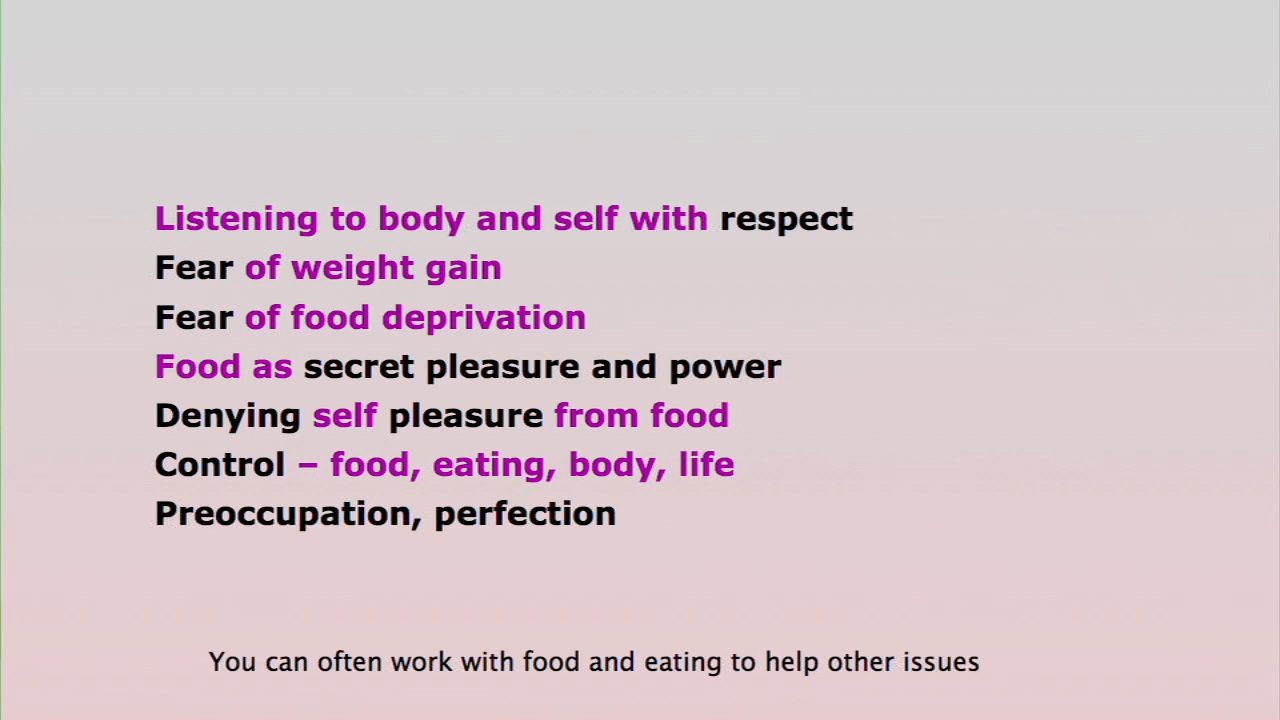 Listening to body and self with respect
Fear of weight gain
Fear of food deprivation
Food as secret pleasure and power
Denying self pleasure from food
Control – food, eating, body, life
Preoccupation, perfection
You can often work with food and eating to help other issues